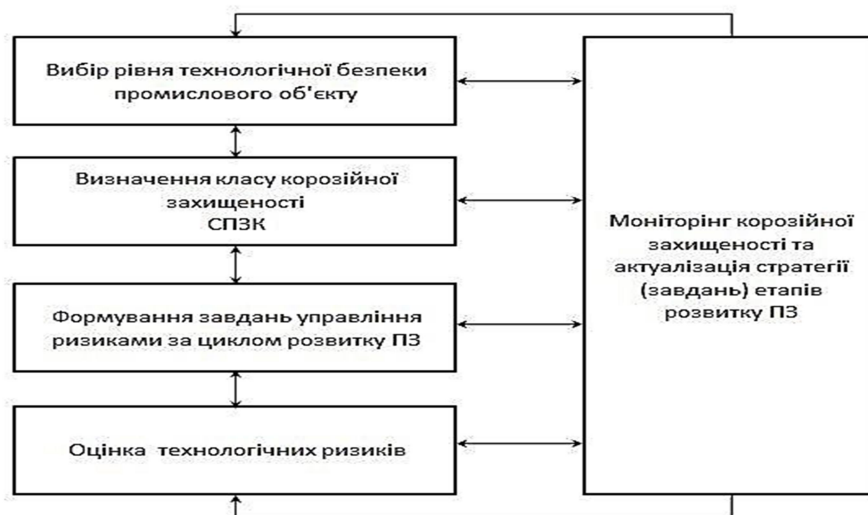 Вибір рівня технологічної безпеки
промислового об'єкту
Визначення класу корозійної
захищеності
СПЗК
Формування завдань управління
ризиками за циклом розвитку ПЗ
Оцінка технологічних ризиків
Моніторінг корозійної
захищеності та
актуалізація стратегії
(завдань) етапів
розвитку ПЗ